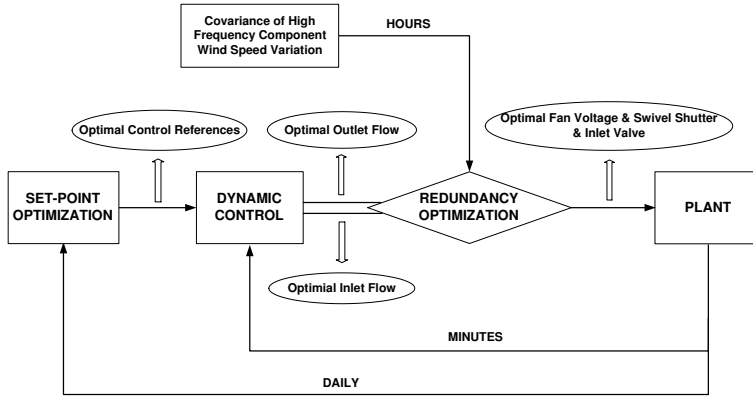 Covariance of High
Frequency Component
Wind Speed Variation
HOURS
Optimal Control References
Optimal Outlet Flow
Optimal Fan Voltage & Swivel Shutter
& Inlet Valve
SET-POINT
OPTIMIZATION
DYNAMIC
CONTROL
REDUNDANCY
OPTIMIZATION
PLANT
Optimial Inlet Flow
MINUTES
DAILY